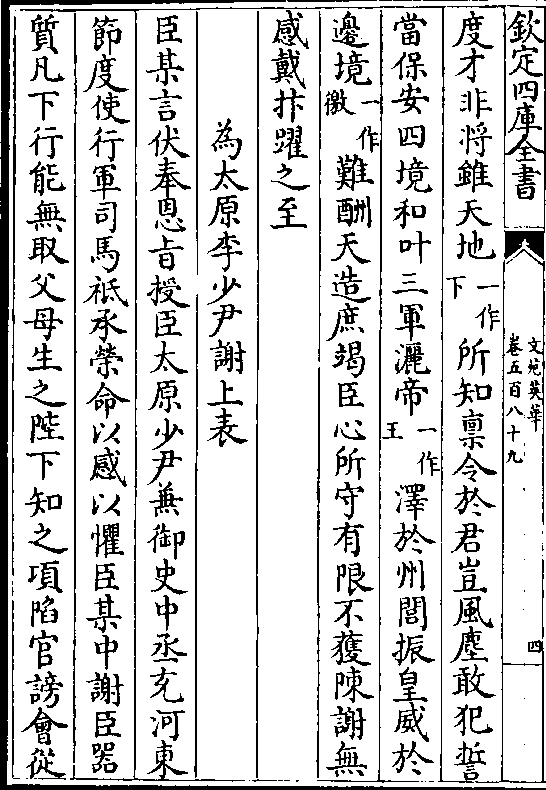 欽定四庫全書
文苑英華
卷五百八十九
四
度才非将錐天地一作下所知禀令於君豈風塵敢犯誓
當保安四境和叶三軍灑帝一作王澤於州閭振皇威於
邊境一作徼難酬天造庶竭臣心所守有限不獲陳謝無
感戴抃躍之至
為太原李少尹謝上表
臣某言伏奉恩旨授臣太原少尹兼御史中丞充河東
節度使行軍司馬祗承榮命以感以懼臣某中謝臣器
質凡下行能無取父母生之陛下知之項陷官謗會從